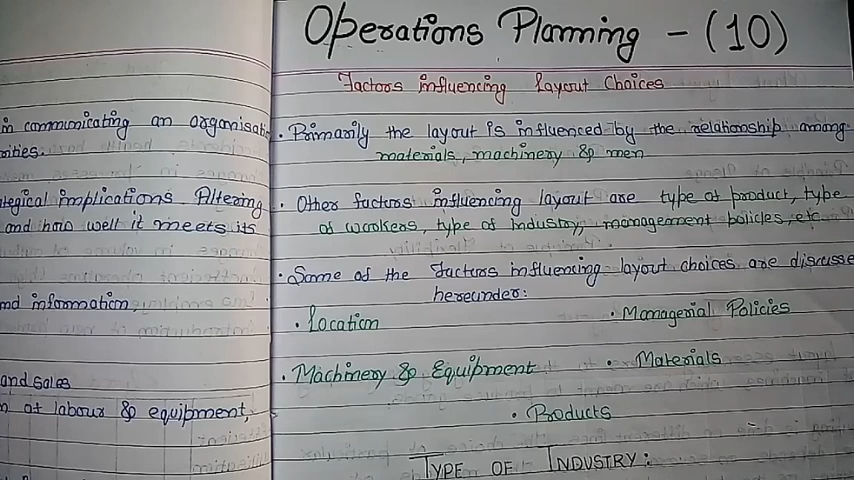 in communicating an organisatio
rities.
tegical implications Altering
and how well it meets its
nd information,
and sales
n of labour & equipment,
Operations Planning - (10)
Factors influencing Layout Choices
• Primarily the layout is influenced by the relationship among
materials, machinery & men
• Other factors influencing layout are type of product, type
of workers, type of industry, management policies, etc.
• Some of the factors influencing layout choices are discusse
hereunder:
• Location • Managerial Policies
• Machinery & Equipment • Materials
• Products
TYPE OF INDUSTRY: